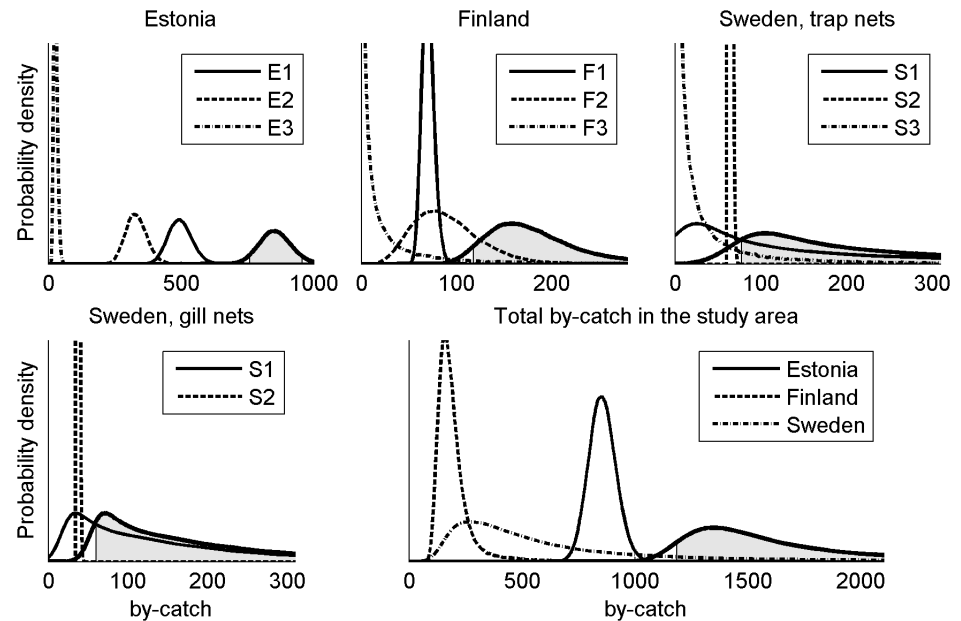 Estonia
Finland
Sweden, trap nets
Probability density
E1
E2
E3
F1
F2
F3
S1
S2
S3
0 500 1000
0 100 200
0 100 200 300
Sweden, gill nets
Total by-catch in the study area
Probability density
S1
S2
Estonia
Finland
Sweden
0 100 200 300
0 500 1000 1500 2000
by-catch
by-catch